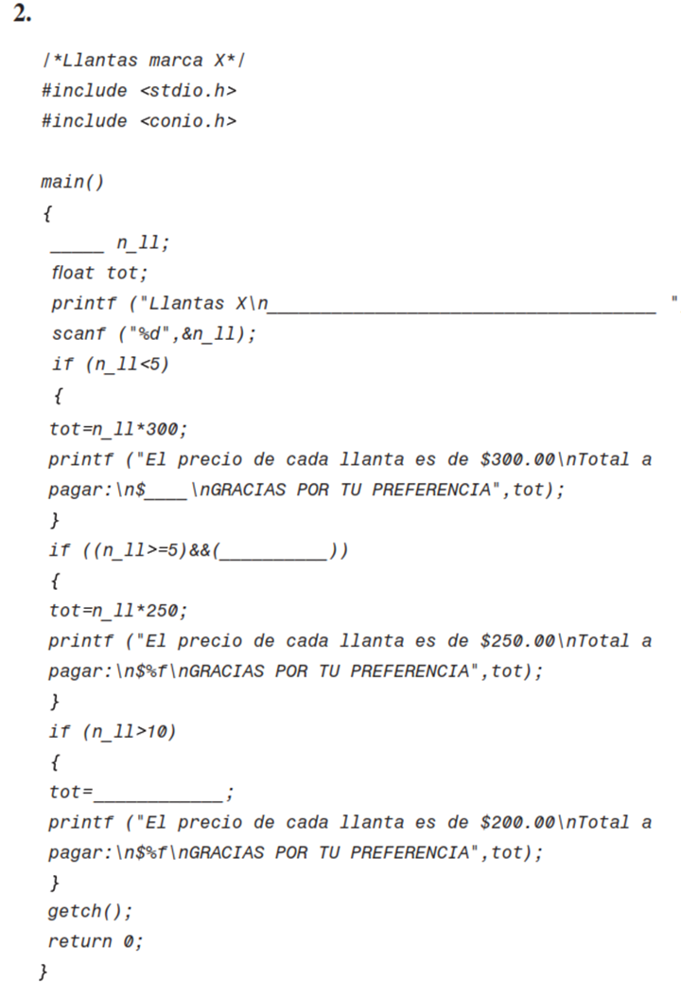 2.
/*Llantas marca X*/
#include <stdio.h>
#include <conio.h>
main()
{
_____ n_ll;
float tot;
printf ("Llantas X\n____________________________________ "
scanf ("%d",&n_ll);
if (n_ll<5)
{
tot=n_ll*300;
printf ("El precio de cada llanta es de $300.00\nTotal a
pagar:\n$____\nGRACIAS POR TU PREFERENCIA",tot);
}
if ((n_ll>=5)&&(__________))
{
tot=n_ll*250;
printf ("El precio de cada llanta es de $250.00\nTotal a
pagar:\n$%f\nGRACIAS POR TU PREFERENCIA",tot);
}
if (n_ll>10)
{
tot=____________;
printf ("El precio de cada llanta es de $200.00\nTotal a
pagar:\n$%f\nGRACIAS POR TU PREFERENCIA",tot);
}
getch();
return 0;
}